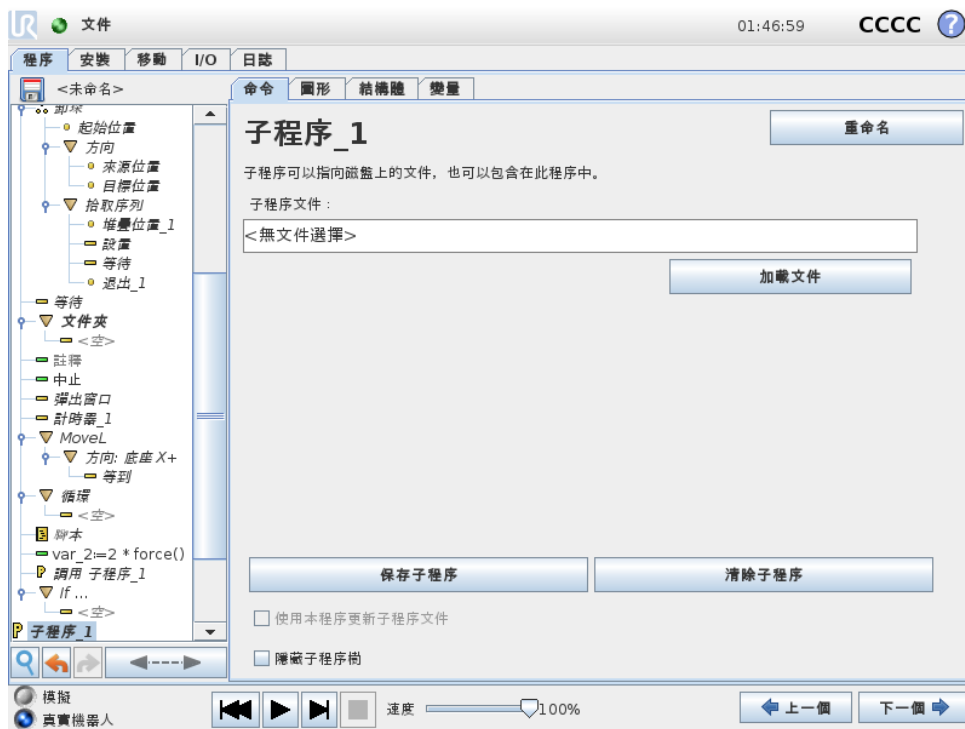 UR 文件 01:46:59 CCCC ?
程序 安裝 移動 I/O 日誌
<未命名>
命令 圖形 結構體 變量
卸垛
起始位置
方向
來源位置
目標位置
拾取序列
堆疊位置_1
設置
等待
退出_1
等待
文件夾
<空>
註釋
中止
彈出窗口
計時器_1
MoveL
方向: 底座 X+
等到
循環
<空>
腳本
var_2:=2 * force()
P 調用 子程序_1
If ...
<空>
P 子程序_1
子程序_1
重命名
子程序可以指向磁盤上的文件，也可以包含在此程序中。
子程序文件：
<無文件選擇>
加載文件
保存子程序 清除子程序
使用本程序更新子程序文件
隱藏子程序樹
模擬
真實機器人
速度 100%
上一個 下一個